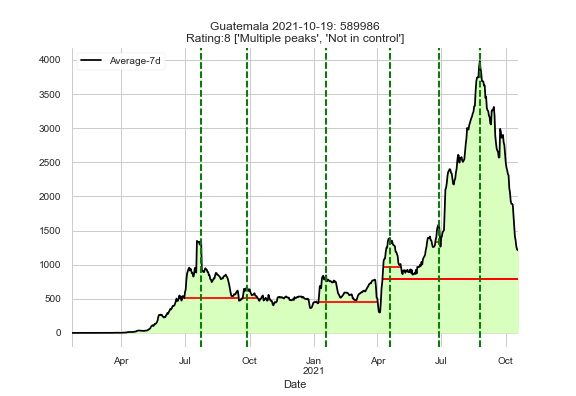 Guatemala 2021-10-19: 589986
Rating:8 ['Multiple peaks', 'Not in control']
Average-7d
4000
3500
3000
2500
2000
1500
1000
500
0
Apr Jul Oct Jan Apr Jul Oct
2021
Date